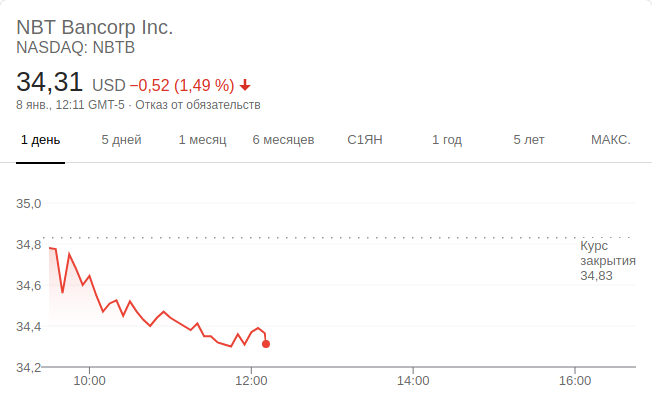 NBT Bancorp Inc.
NASDAQ: NBTB
34,31 USD −0,52 (1,49 %)
8 янв., 12:11 GMT-5 · Отказ от обязательств
1 день 5 дней 1 месяц 6 месяцев С1ЯН 1 год 5 лет МАКС.
35,0
34,8
Курс
закрытия
34,83
34,6
34,4
34,2
10:00 12:00 14:00 16:00